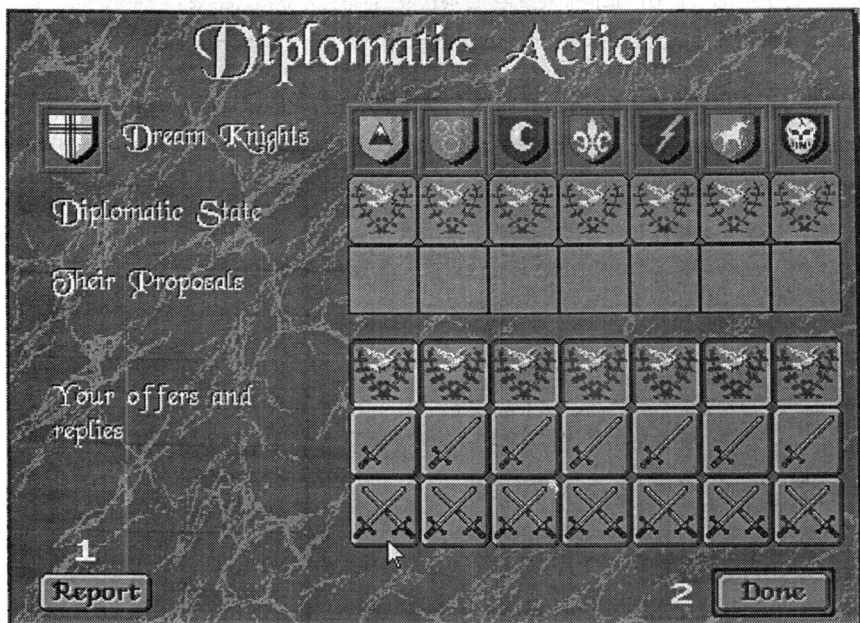 Diplomatic Action
Dream Knights
Diplomatic State
Their Proposals
Your offers and
replies
1
Report
2
Done